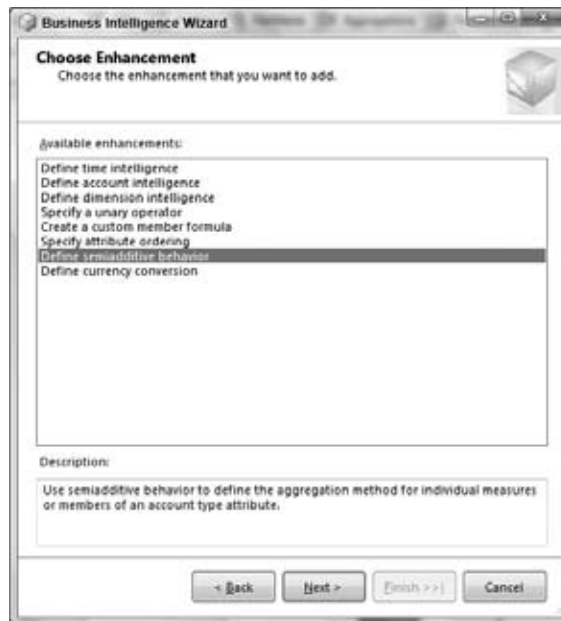 Business Intelligence Wizard
Choose Enhancement
Choose the enhancement that you want to add.
Available enhancements:
Define time intelligence
Define account intelligence
Define dimension intelligence
Specify a unary operator
Create a custom member formula
Specify attribute ordering
Define semiadditive behavior
Define currency conversion
Description:
Use semiadditive behavior to define the aggregation method for individual measures
or members of an account type attribute.
< Back Next > Finish >>| Cancel